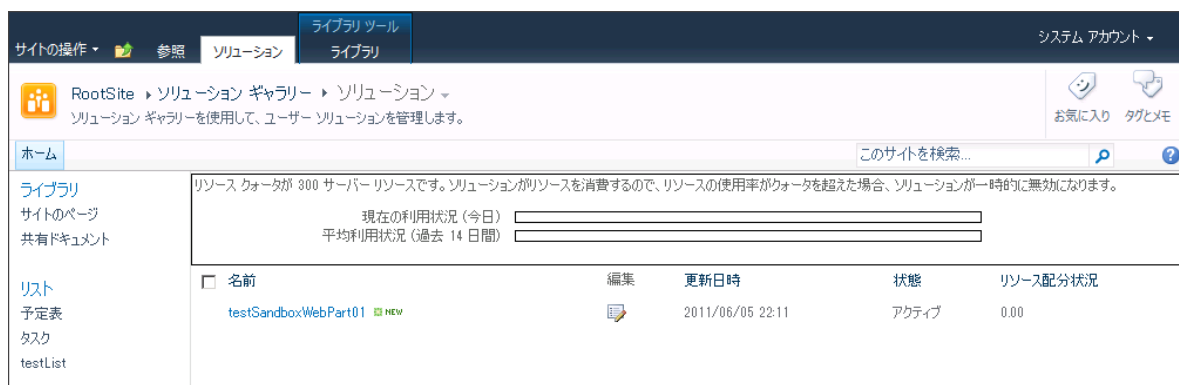 ライブラリ ツール
サイトの操作 参照 ソリューション ライブラリ システム アカウント
RootSite ソリューション ギャラリー ソリューション
ソリューション ギャラリーを使用して、ユーザー ソリューションを管理します。
お気に入り タグとメモ
ホーム このサイトを検索...
ライブラリ
サイトのページ
共有ドキュメント
リスト
予定表
タスク
testList
リソース クォータが 300 サーバー リソースです。ソリューションがリソースを消費するので、リソースの使用率がクォータを超えた場合、ソリューションが一時的に無効になります。
現在の利用状況 (今日)
平均利用状況 (過去 14 日間)
名前 編集 更新日時 状態 リソース配分状況
testSandboxWebPart01 NEW 2011/06/05 22:11 アクティブ 0.00